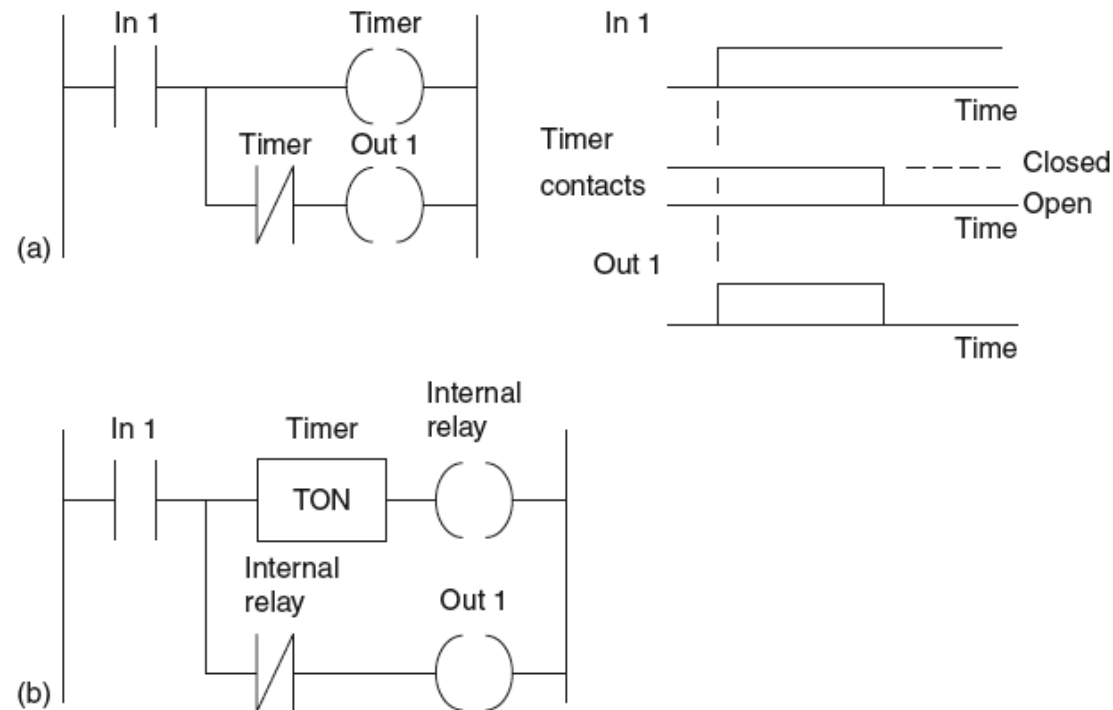 In 1
Timer
Timer
Out 1
(a)
In 1
Time
Timer
contacts
Closed
Open
Time
Out 1
Time
In 1
Timer
Internal
relay
TON
Internal
relay
Out 1
(b)